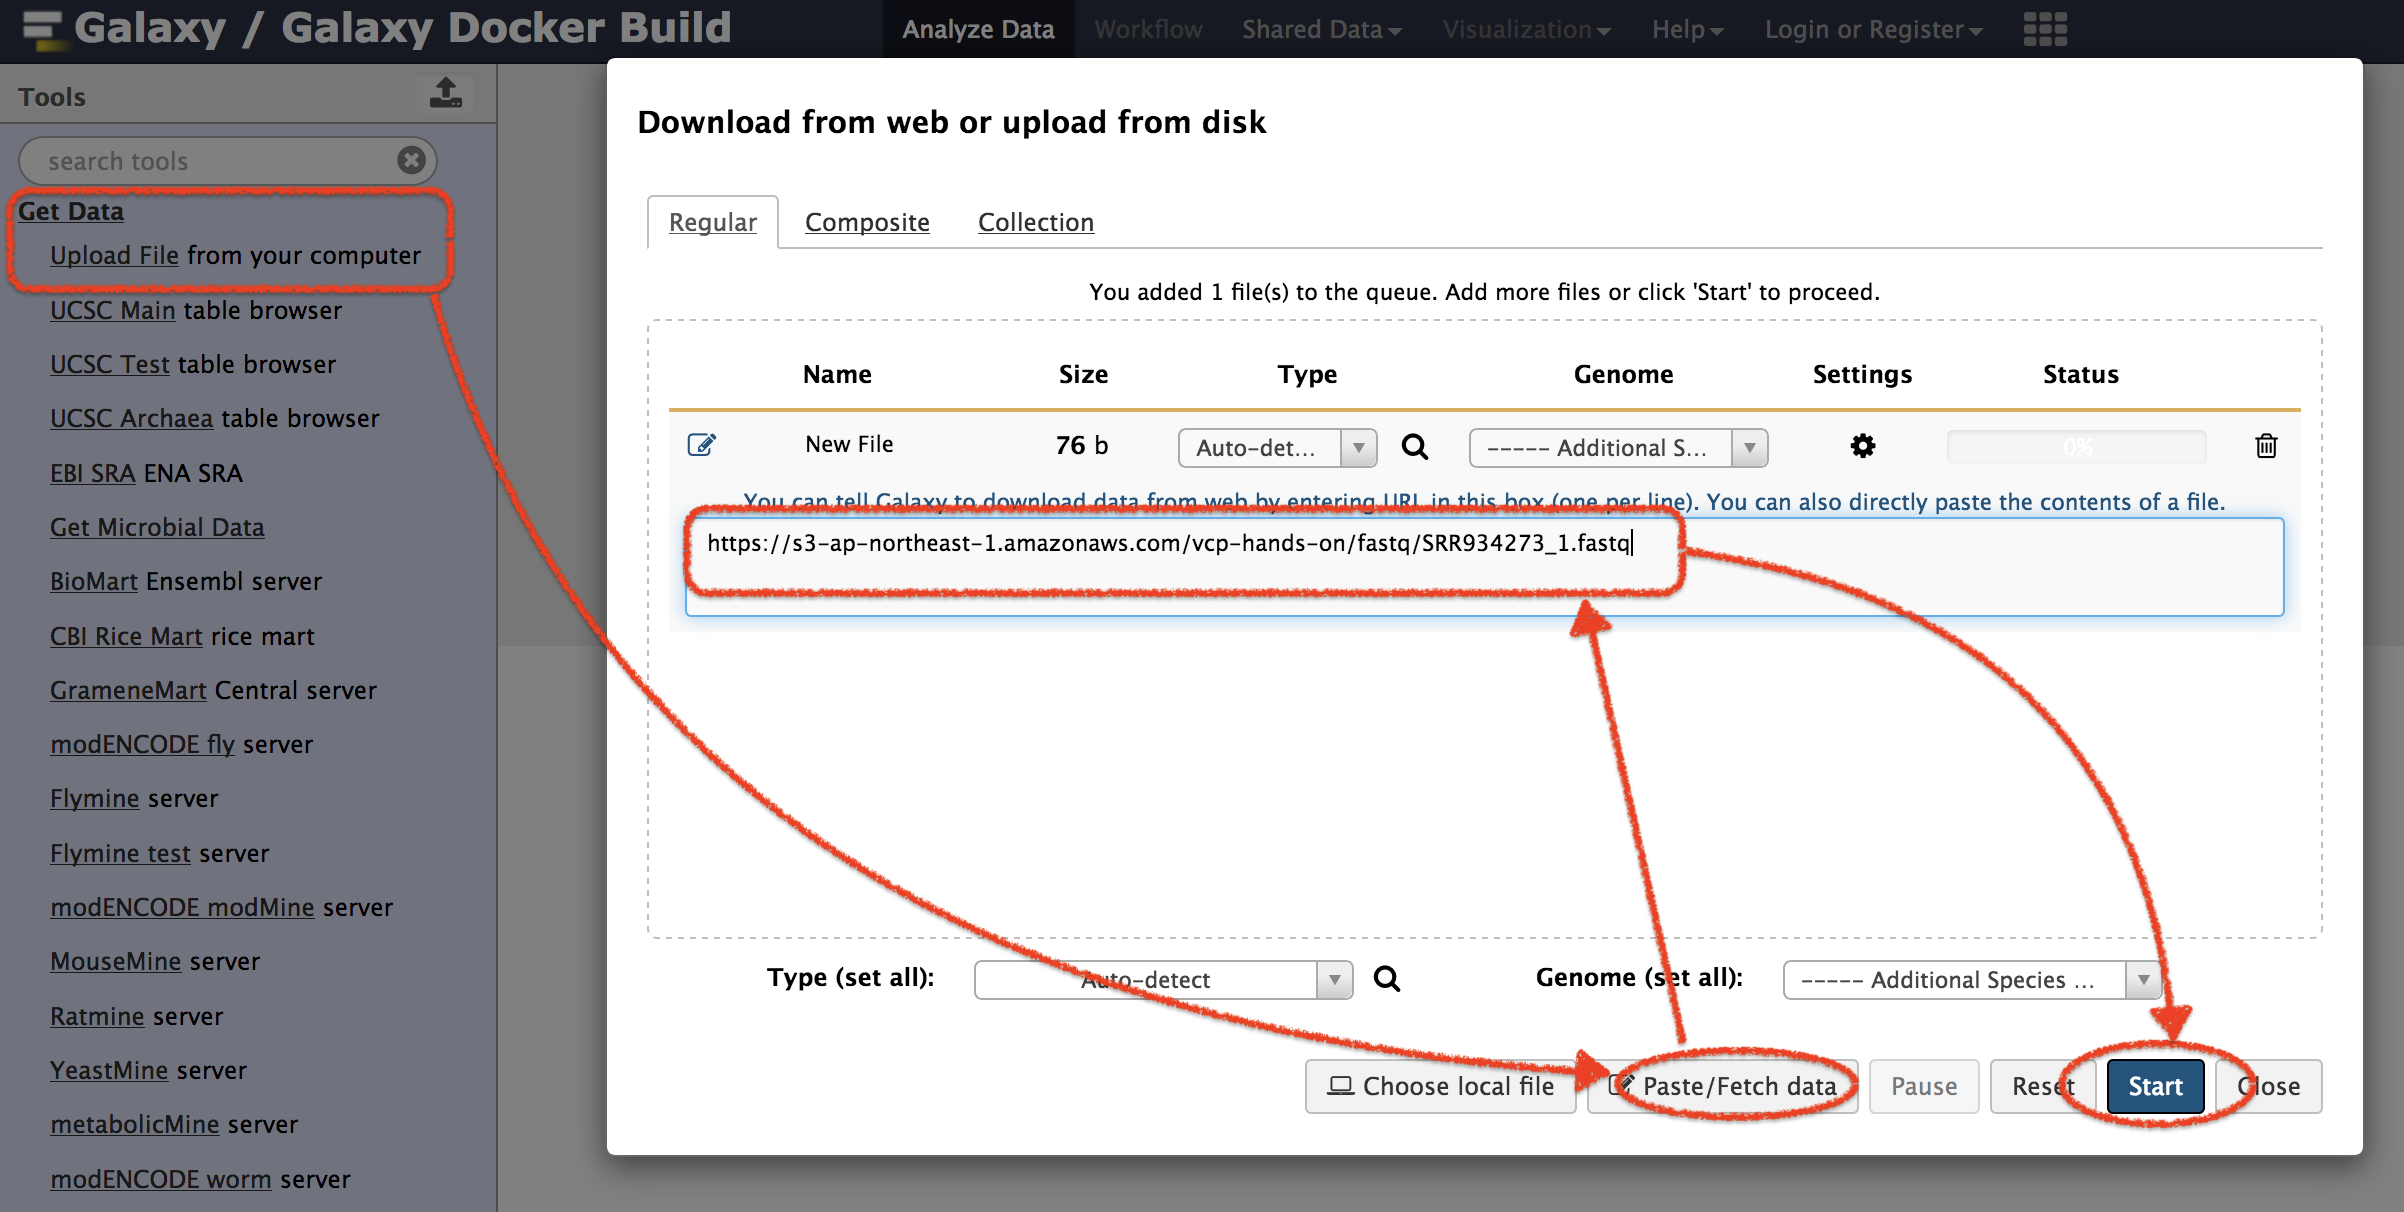 Galaxy / Galaxy Docker Build
Analyze Data Workflow Shared Data Visualization Help Login or Register
Tools
search tools
Get Data
Upload File from your computer
UCSC Main table browser
UCSC Test table browser
UCSC Archaea table browser
EBI SRA ENA SRA
Get Microbial Data
BioMart Ensembl server
CBI Rice Mart rice mart
GrameneMart Central server
modENCODE fly server
Flymine server
Flymine test server
modENCODE modMine server
MouseMine server
Ratmine server
YeastMine server
metabolicMine server
modENCODE worm server
Download from web or upload from disk
Regular Composite Collection
You added 1 file(s) to the queue. Add more files or click 'Start' to proceed.
Name Size Type Genome Settings Status
New File 76 b Auto-det... ----- Additional S... 0%
You can tell Galaxy to download data from web by entering URL in this box (one per line). You can also directly paste the contents of a file.
https://s3-ap-northeast-1.amazonaws.com/vcp-hands-on/fastq/SRR934273_1.fastq
Type (set all): Auto-detect Genome (set all): ----- Additional Species ...
Choose local file Paste/Fetch data Pause Reset Start Close